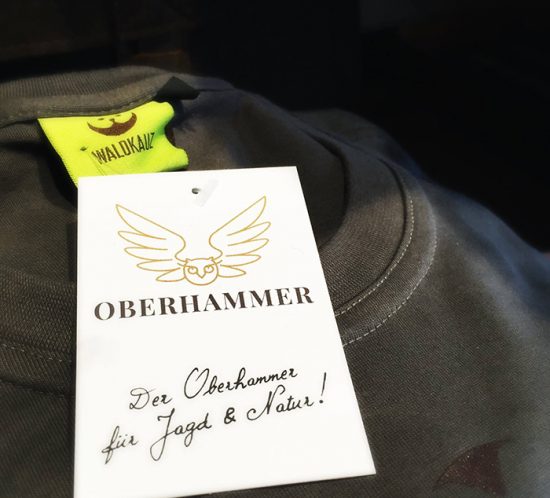 WALDKAUZ
OBERHAMMER
Der Oberhammer
für Jagd & Natur!